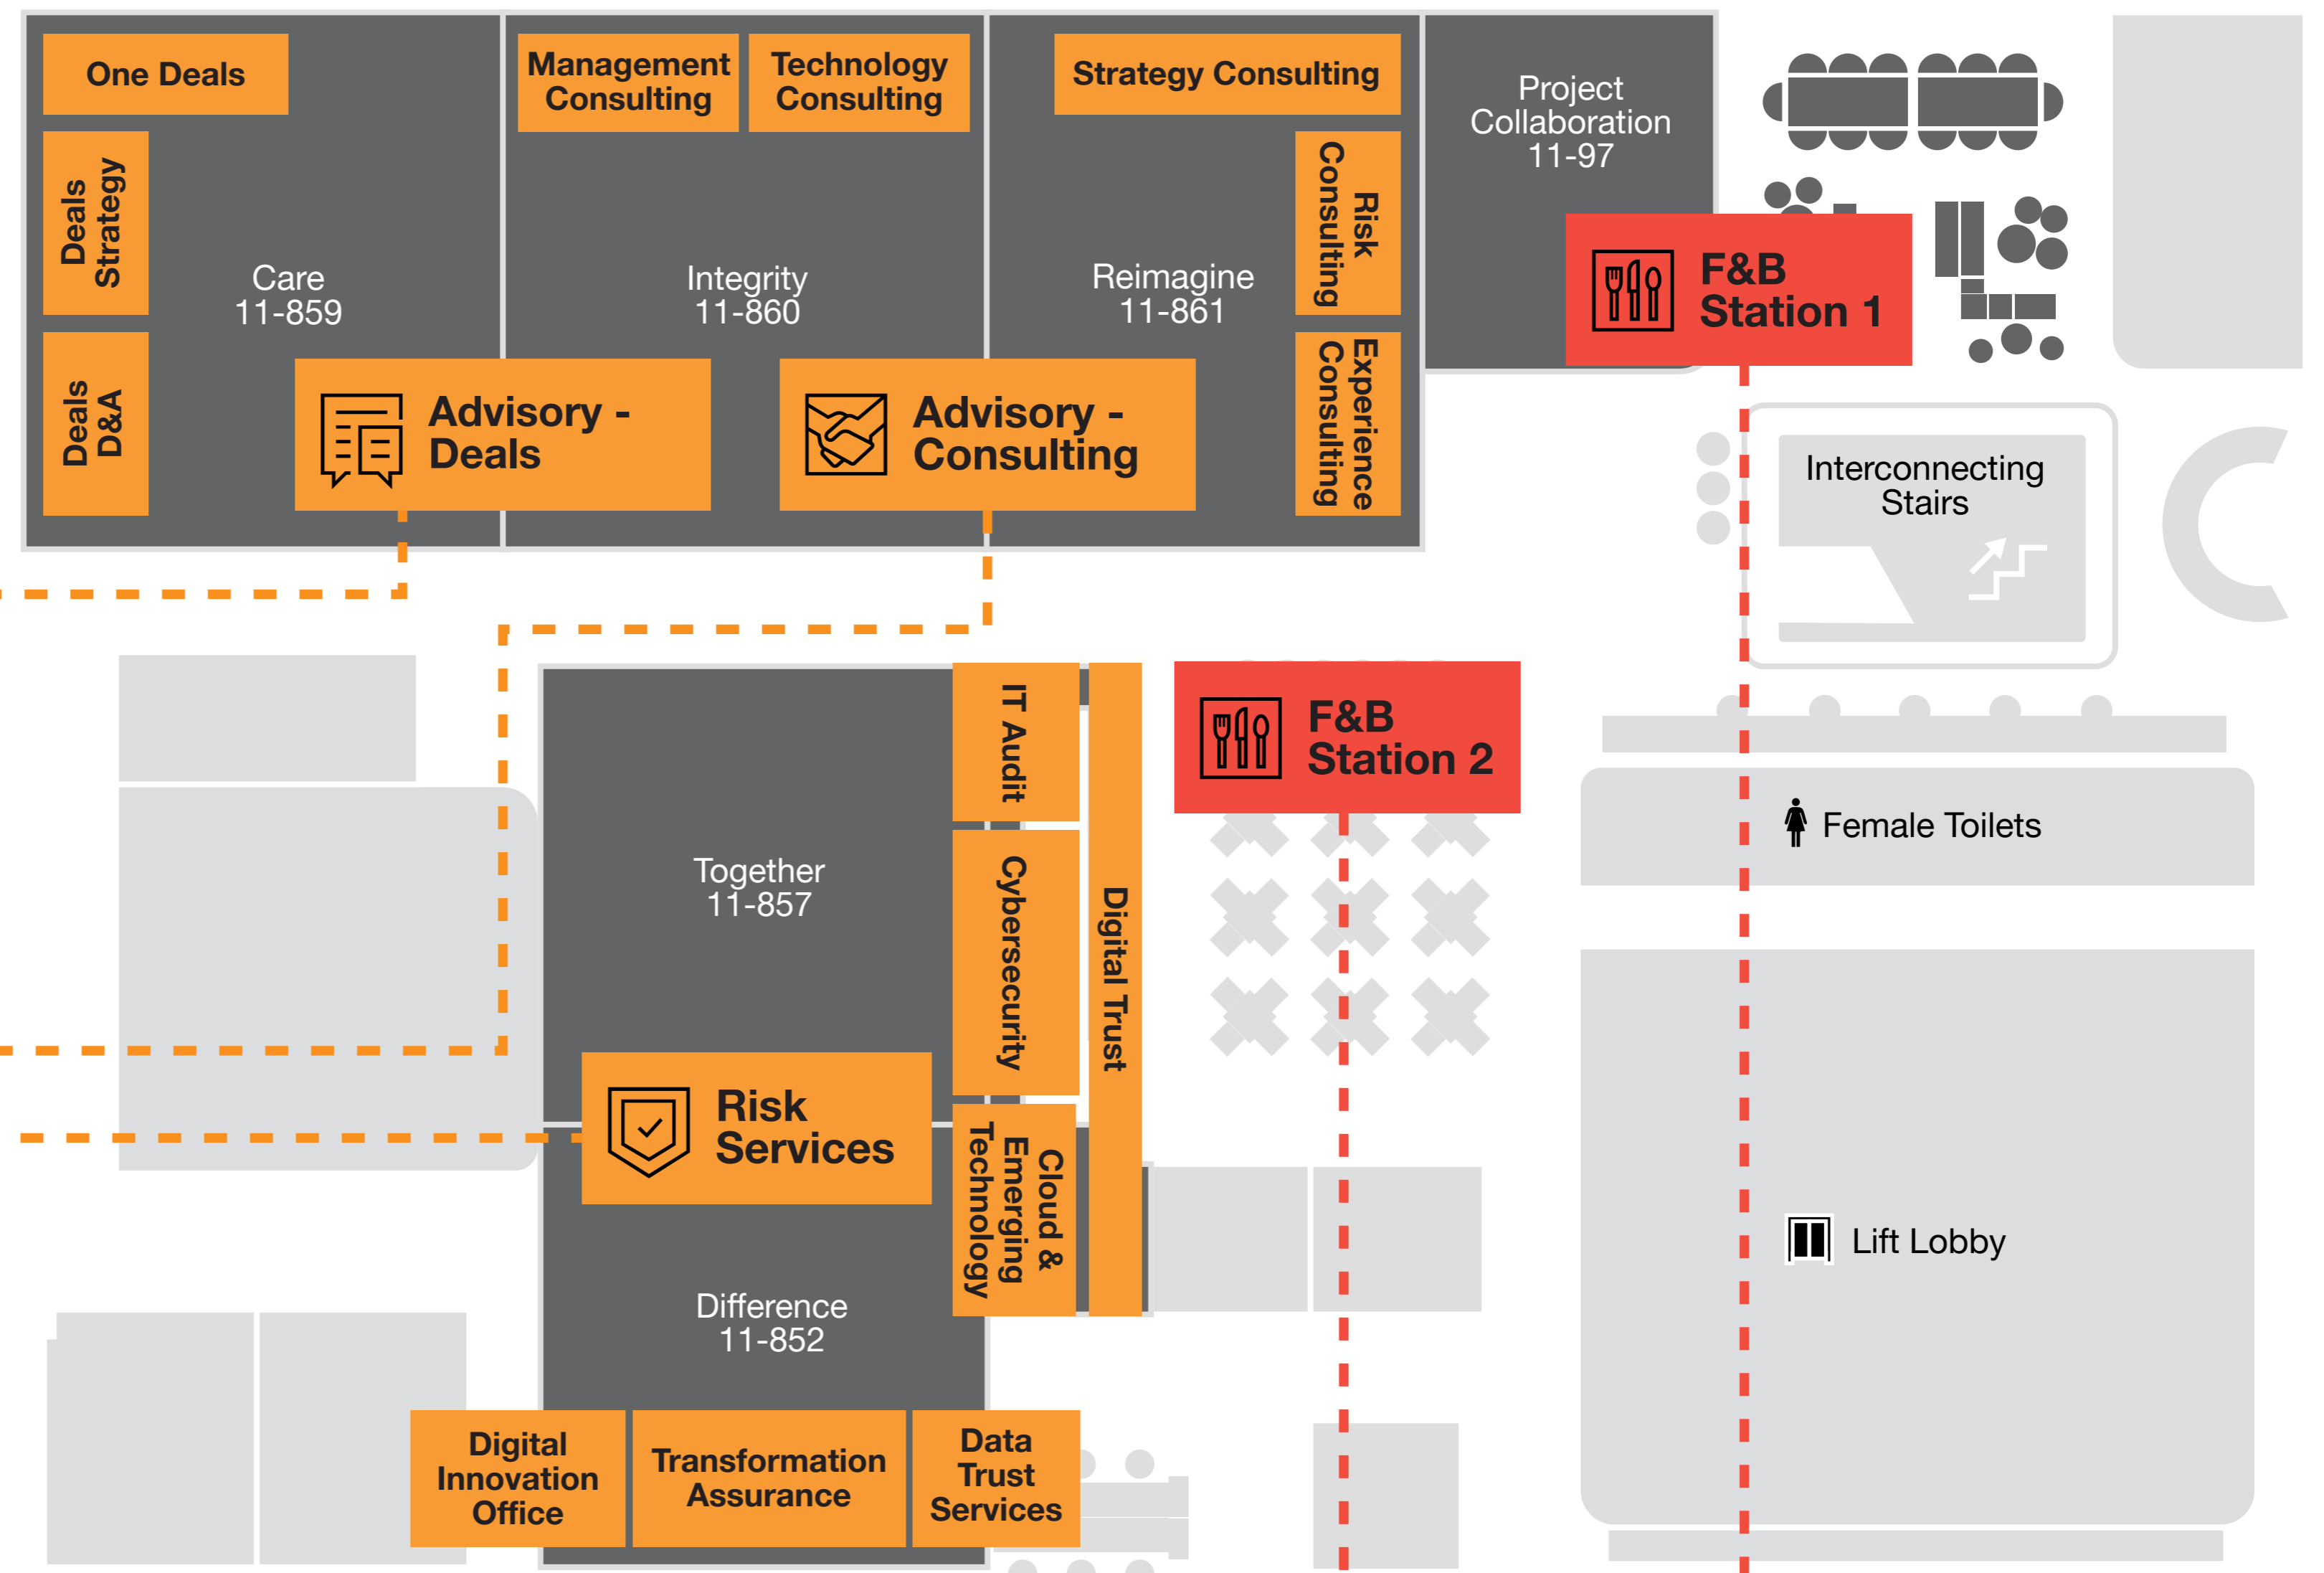 One Deals
Management
Consulting
Technology
Consulting
Strategy Consulting
Project
Collaboration
11-97
Deals
Strategy
Care
11-859
Integrity
11-860
Reimagine
11-861
Risk
Consulting
F&B
Station 1
Deals
D&A
Advisory -
Deals
Advisory -
Consulting
Experience
Consulting
Interconnecting
Stairs
IT Audit
F&B
Station 2
Together
11-857
Cybersecurity
Digital Trust
Female Toilets
Risk
Services
Cloud &
Emerging
Technology
Lift Lobby
Difference
11-852
Digital
Innovation
Office
Transformation
Assurance
Data
Trust
Services